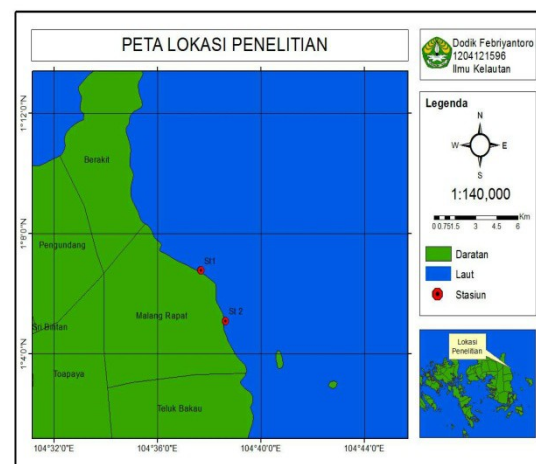 PETA LOKASI PENELITIAN
Dodik Febriyantoro
1204121596
Ilmu Kelautan
Legenda
N
W E
S
1:140,000
Km
0 0.75 1.5 3 4.5 6
Daratan
Laut
Stasiun
Lokasi
Penelitian
1°12'0"N
1°8'0"N
1°4'0"N
Berakit
Pengundang
St1
St 2
Malang Rapat
Sri Bintan
Toapaya
Teluk Bakau
104°32'0"E 104°36'0"E 104°40'0"E 104°44'0"E